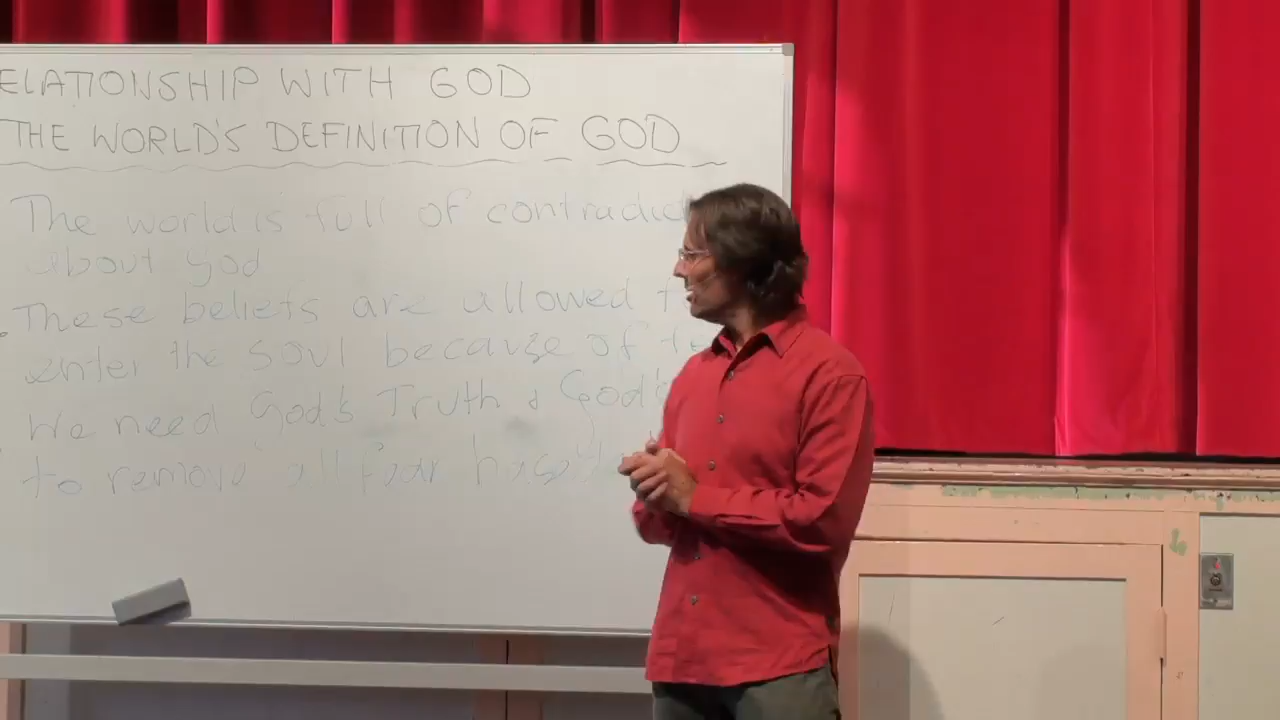 ELATIONSHIP WITH GOD
THE WORLD'S DEFINITION OF GOD
The world is full of contradic
about God
These beliefs are allowed t
enter the soul because of
We need God's Truth & God's
to remove all fear based